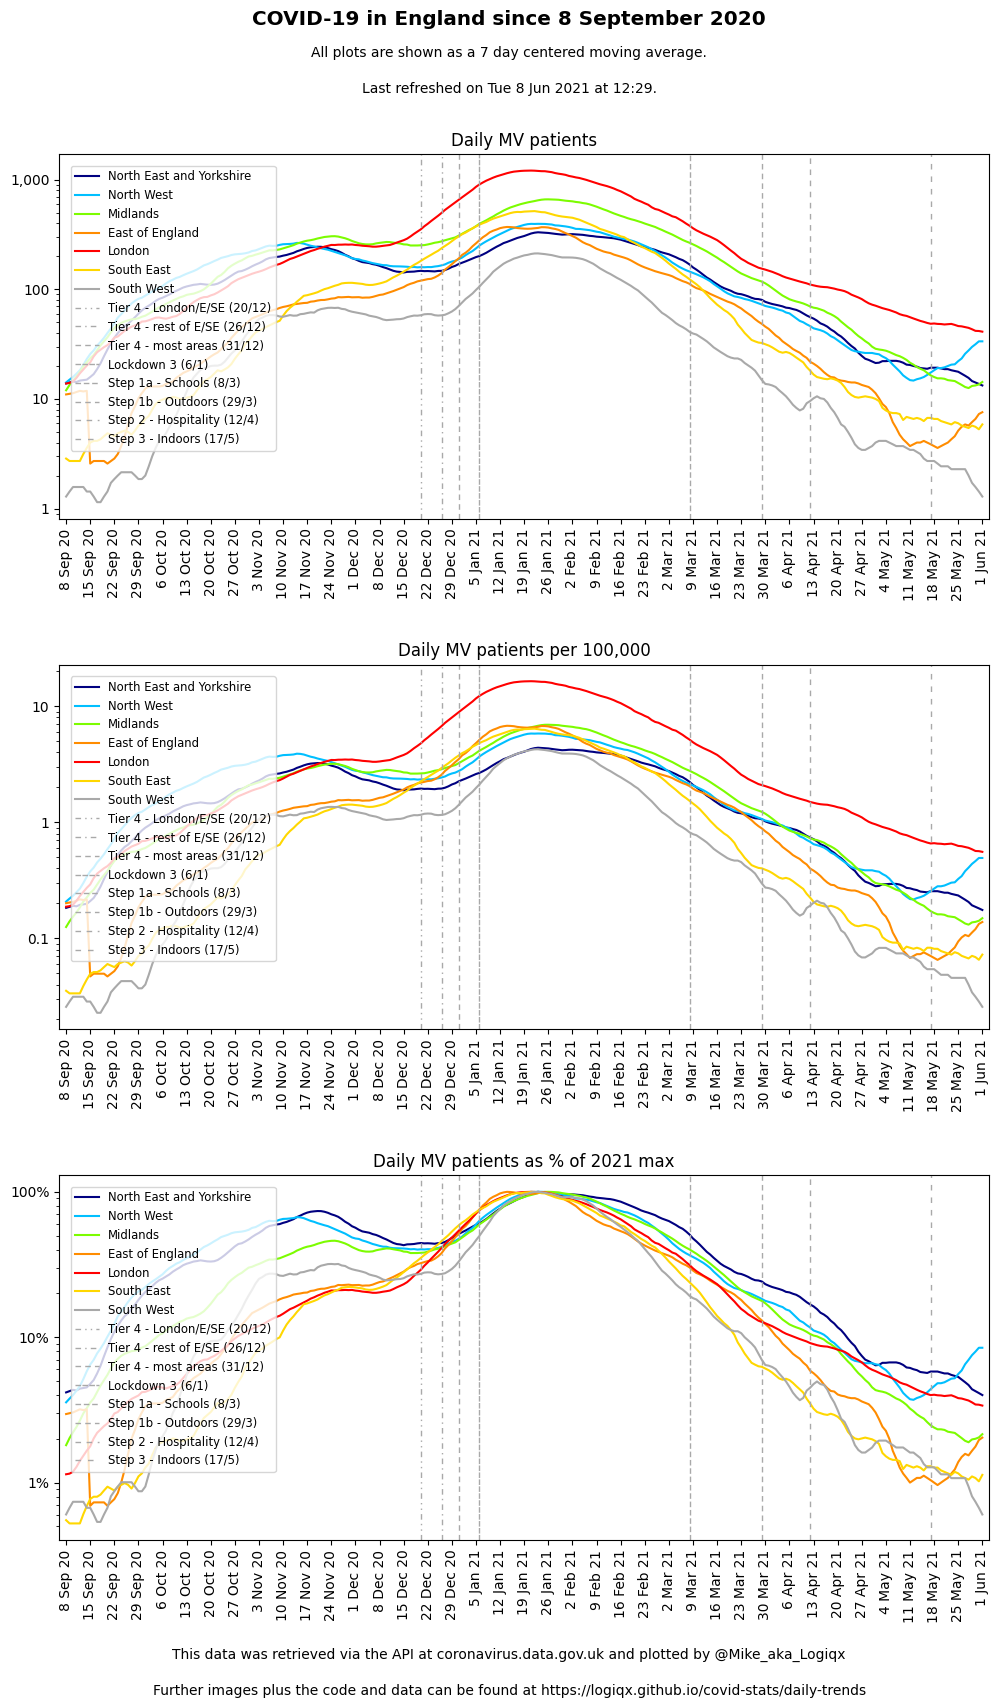 COVID-19 in England since 8 September 2020
All plots are shown as a 7 day centered moving average.
Last refreshed on Tue 8 Jun 2021 at 12:29.
Daily MV patients
1,000
100
10
1
North East and Yorkshire
North West
Midlands
East of England
London
South East
South West
Tier 4 - London/E/SE (20/12)
Tier 4 - rest of E/SE (26/12)
Tier 4 - most areas (31/12)
Lockdown 3 (6/1)
Step 1a - Schools (8/3)
Step 1b - Outdoors (29/3)
Step 2 - Hospitality (12/4)
Step 3 - Indoors (17/5)
8 Sep 20
15 Sep 20
22 Sep 20
29 Sep 20
6 Oct 20
13 Oct 20
20 Oct 20
27 Oct 20
3 Nov 20
10 Nov 20
17 Nov 20
24 Nov 20
1 Dec 20
8 Dec 20
15 Dec 20
22 Dec 20
29 Dec 20
5 Jan 21
12 Jan 21
19 Jan 21
26 Jan 21
2 Feb 21
9 Feb 21
16 Feb 21
23 Feb 21
2 Mar 21
9 Mar 21
16 Mar 21
23 Mar 21
30 Mar 21
6 Apr 21
13 Apr 21
20 Apr 21
27 Apr 21
4 May 21
11 May 21
18 May 21
25 May 21
1 Jun 21
Daily MV patients per 100,000
10
1
0.1
North East and Yorkshire
North West
Midlands
East of England
London
South East
South West
Tier 4 - London/E/SE (20/12)
Tier 4 - rest of E/SE (26/12)
Tier 4 - most areas (31/12)
Lockdown 3 (6/1)
Step 1a - Schools (8/3)
Step 1b - Outdoors (29/3)
Step 2 - Hospitality (12/4)
Step 3 - Indoors (17/5)
8 Sep 20
15 Sep 20
22 Sep 20
29 Sep 20
6 Oct 20
13 Oct 20
20 Oct 20
27 Oct 20
3 Nov 20
10 Nov 20
17 Nov 20
24 Nov 20
1 Dec 20
8 Dec 20
15 Dec 20
22 Dec 20
29 Dec 20
5 Jan 21
12 Jan 21
19 Jan 21
26 Jan 21
2 Feb 21
9 Feb 21
16 Feb 21
23 Feb 21
2 Mar 21
9 Mar 21
16 Mar 21
23 Mar 21
30 Mar 21
6 Apr 21
13 Apr 21
20 Apr 21
27 Apr 21
4 May 21
11 May 21
18 May 21
25 May 21
1 Jun 21
Daily MV patients as % of 2021 max
100%
10%
1%
North East and Yorkshire
North West
Midlands
East of England
London
South East
South West
Tier 4 - London/E/SE (20/12)
Tier 4 - rest of E/SE (26/12)
Tier 4 - most areas (31/12)
Lockdown 3 (6/1)
Step 1a - Schools (8/3)
Step 1b - Outdoors (29/3)
Step 2 - Hospitality (12/4)
Step 3 - Indoors (17/5)
8 Sep 20
15 Sep 20
22 Sep 20
29 Sep 20
6 Oct 20
13 Oct 20
20 Oct 20
27 Oct 20
3 Nov 20
10 Nov 20
17 Nov 20
24 Nov 20
1 Dec 20
8 Dec 20
15 Dec 20
22 Dec 20
29 Dec 20
5 Jan 21
12 Jan 21
19 Jan 21
26 Jan 21
2 Feb 21
9 Feb 21
16 Feb 21
23 Feb 21
2 Mar 21
9 Mar 21
16 Mar 21
23 Mar 21
30 Mar 21
6 Apr 21
13 Apr 21
20 Apr 21
27 Apr 21
4 May 21
11 May 21
18 May 21
25 May 21
1 Jun 21
This data was retrieved via the API at coronavirus.data.gov.uk and plotted by @Mike_aka_Logiqx
Further images plus the code and data can be found at https://logiqx.github.io/covid-stats/daily-trends